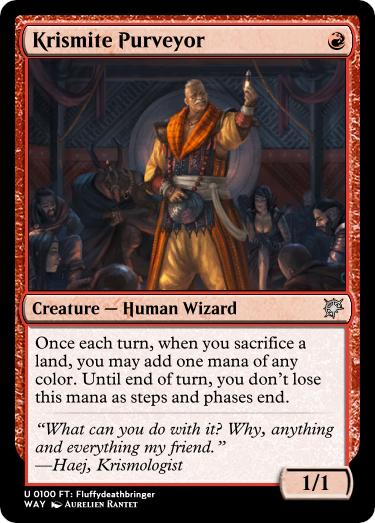 Krismite Purveyor
Creature — Human Wizard
Once each turn, when you sacrifice a
land, you may add one mana of any
color. Until end of turn, you don't lose
this mana as steps and phases end.
"What can you do with it? Why, anything
and everything my friend."
—Haej, Krismologist
1/1
U 0100 FT: Fluffydeathbringer
WAY Aurelien Rantet